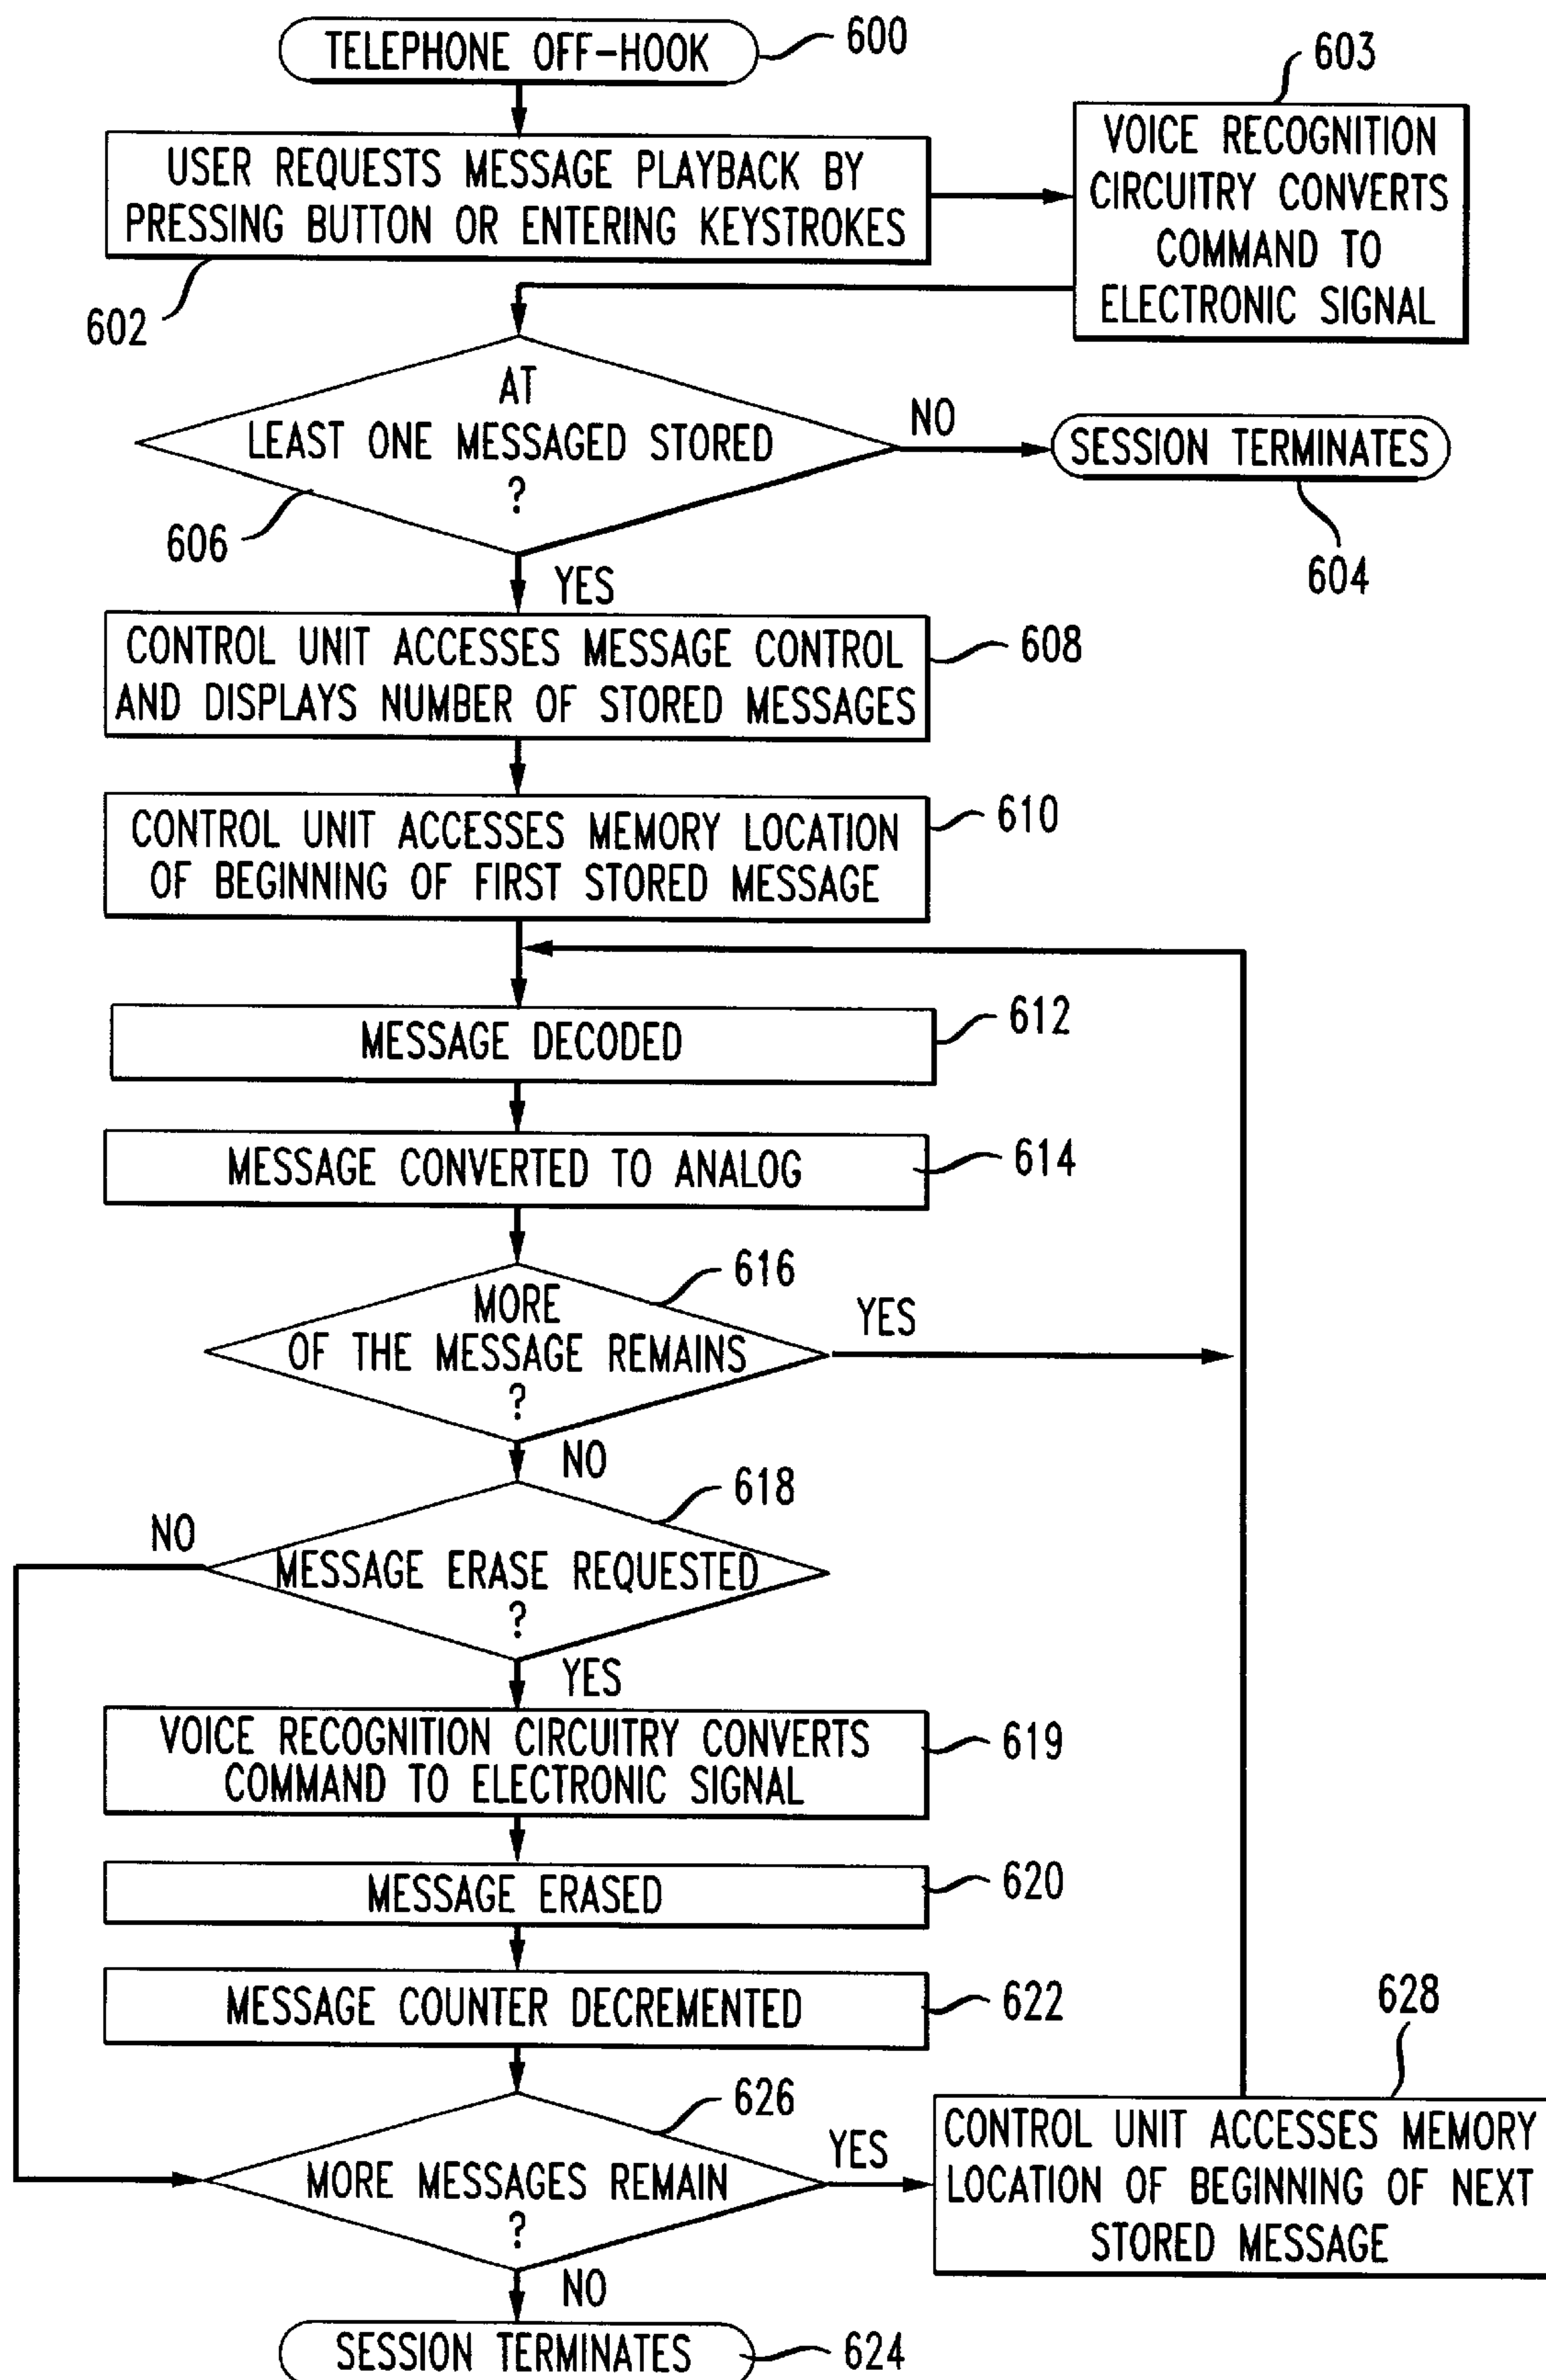 TELEPHONE OFF-HOOK
600
603
USER REQUESTS MESSAGE PLAYBACK BY
PRESSING BUTTON OR ENTERING KEYSTROKES
602
VOICE RECOGNITION
CIRCUITRY CONVERTS
COMMAND TO
ELECTRONIC SIGNAL
AT
LEAST ONE MESSAGED STORED
?
606
NO
SESSION TERMINATES
604
YES
CONTROL UNIT ACCESSES MESSAGE CONTROL
AND DISPLAYS NUMBER OF STORED MESSAGES
608
CONTROL UNIT ACCESSES MEMORY LOCATION
OF BEGINNING OF FIRST STORED MESSAGE
610
MESSAGE DECODED
612
MESSAGE CONVERTED TO ANALOG
614
616
MORE
OF THE MESSAGE REMAINS
?
YES
NO
618
NO
MESSAGE ERASE REQUESTED
?
YES
VOICE RECOGNITION CIRCUITRY CONVERTS
COMMAND TO ELECTRONIC SIGNAL
619
MESSAGE ERASED
620
MESSAGE COUNTER DECREMENTED
622
628
626
MORE MESSAGES REMAIN
?
YES
CONTROL UNIT ACCESSES MEMORY
LOCATION OF BEGINNING OF NEXT
STORED MESSAGE
NO
SESSION TERMINATES
624